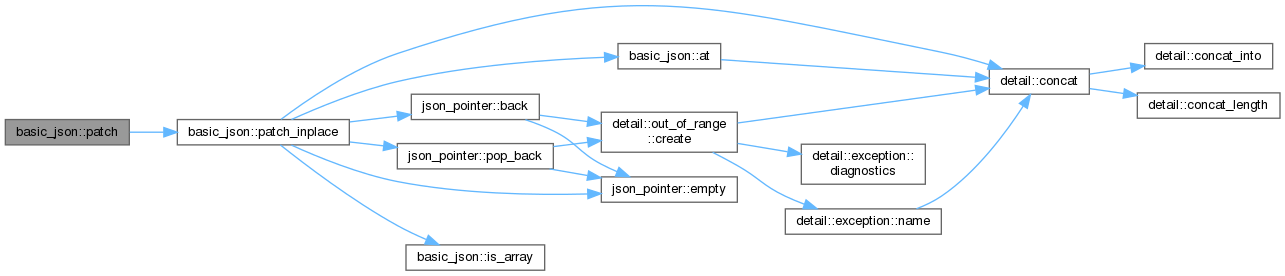 basic_json::patch
basic_json::patch_inplace
json_pointer::back
json_pointer::pop_back
basic_json::is_array
basic_json::at
detail::out_of_range
::create
json_pointer::empty
detail::exception::
diagnostics
detail::exception::name
detail::concat
detail::concat_into
detail::concat_length